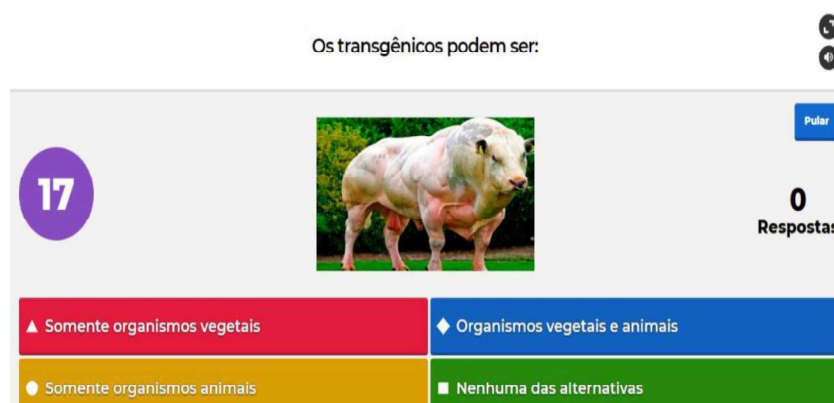 Os transgênicos podem ser:
Pular
17
0
Respostas
Somente organismos vegetais
Organismos vegetais e animais
Somente organismos animais
Nenhuma das alternativas